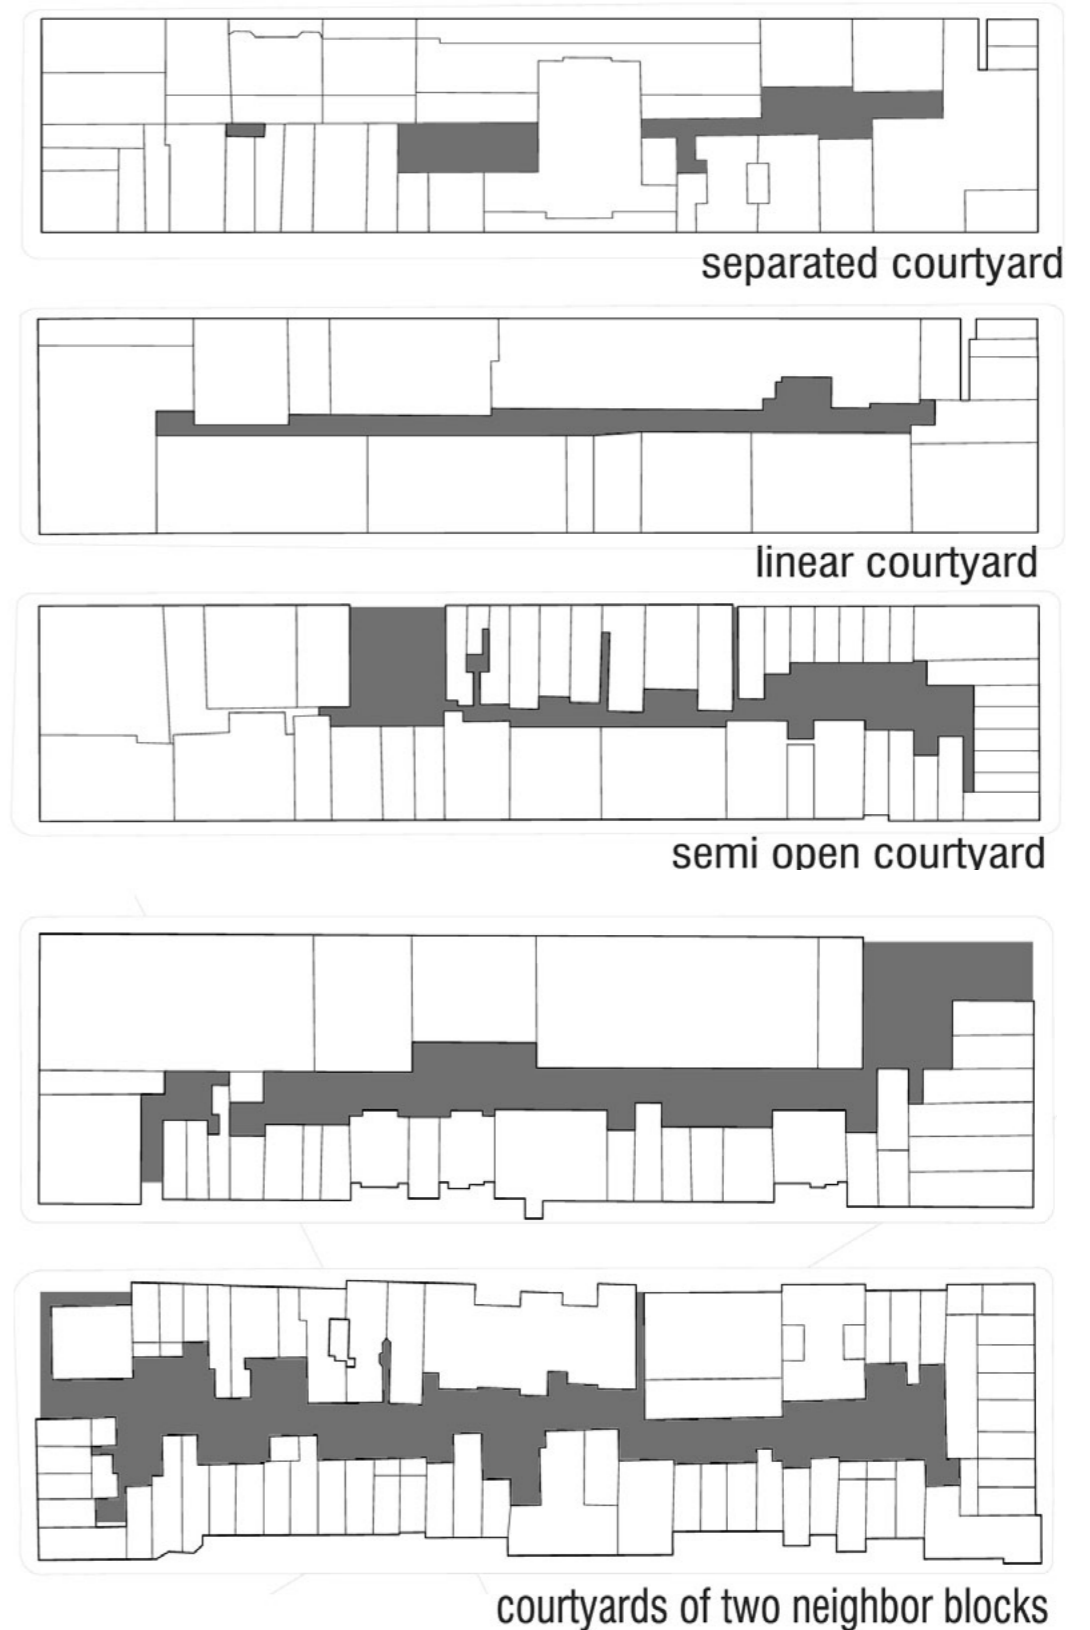 separated courtyard
linear courtyard
semi open courtyard
courtyards of two neighbor blocks